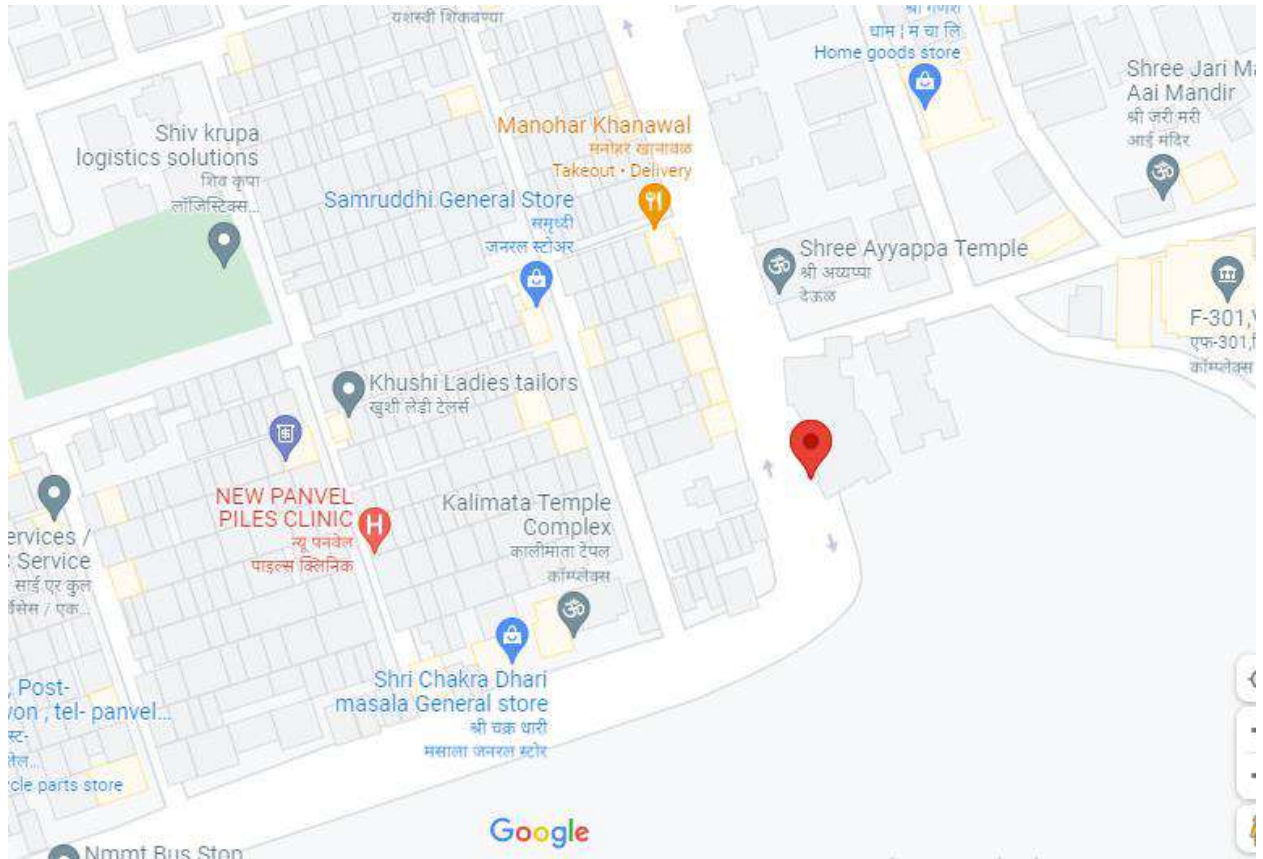 यशस्वी शिकवण्या
श्री गणेश
धाम | म चा लि
Home goods store
Shree Jari M
Aai Mandir
श्री जरी मरी
आई मंदिर
Shiv krupa
logistics solutions
शिव कृपा
लॉजिस्टिक्स...
Manohar Khanawal
मनोहर खानावळ
Takeout • Delivery
Samruddhi General Store
समृध्दी
जनरल स्टोअर
Shree Ayyappa Temple
श्री अय्यप्पा
देऊळ
F-301,
एफ-301,
कॉम्प्लेक्स
Khushi Ladies tailors
खुशी लेडी टेलर्स
NEW PANVEL
PILES CLINIC
न्यू पनवेल
पाइल्स क्लिनिक
Kalimata Temple
Complex
कालीमाता टेंपल
कॉम्प्लेक्स
ervices /
Service
सार्ड एर कुल
र्विसेस / एक...
Shri Chakra Dhari
masala General store
श्री चक्र धारी
मसाला जनरल स्टोर
, Post-
on , tel- panvel...
स्ट-
cle parts store
Google
Nmmt Bus Stop